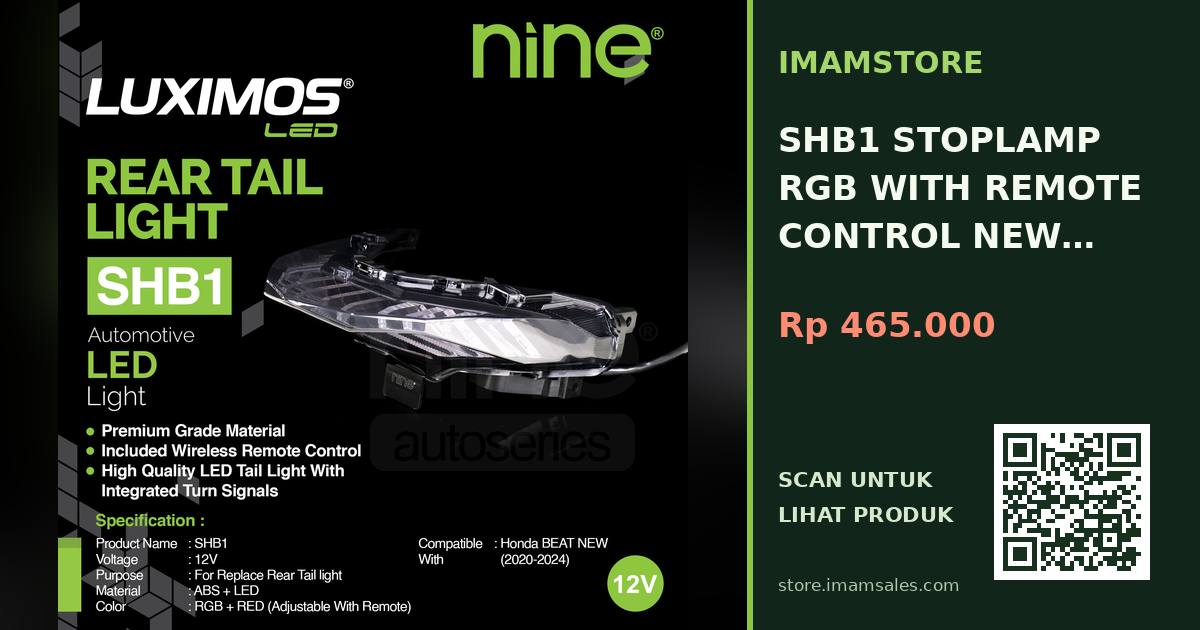 nine®
LUXIMOS®
LED
REAR TAIL
LIGHT
SHB1
Automotive
LED
Light
nine
autoseries
Premium Grade Material
Included Wireless Remote Control
High Quality LED Tail Light With
Integrated Turn Signals
Specification :
Product Name : SHB1
Voltage : 12V
Purpose : For Replace Rear Tail light
Material : ABS + LED
Color : RGB + RED (Adjustable With Remote)
Compatible : Honda BEAT NEW
With (2020-2024)
12V
IMAMSTORE
SHB1 STOPLAMP
RGB WITH REMOTE
CONTROL NEW...
Rp 465.000
SCAN UNTUK
LIHAT PRODUK
store.imamsales.com